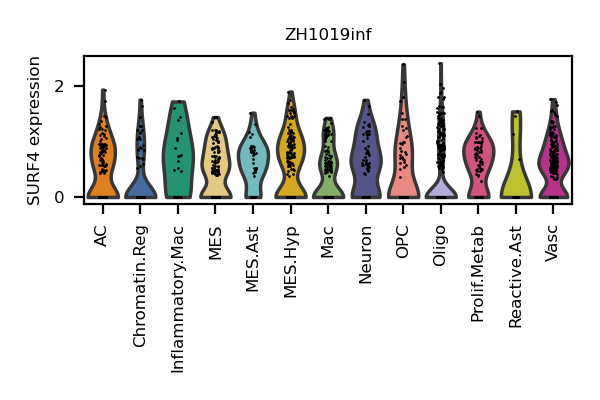 ZH1019inf
SURF4 expression
2
0
AC
Chromatin.Reg
Inflammatory.Mac
MES
MES.Ast
MES.Hyp
Mac
Neuron
OPC
Oligo
Prolif.Metab
Reactive.Ast
Vasc